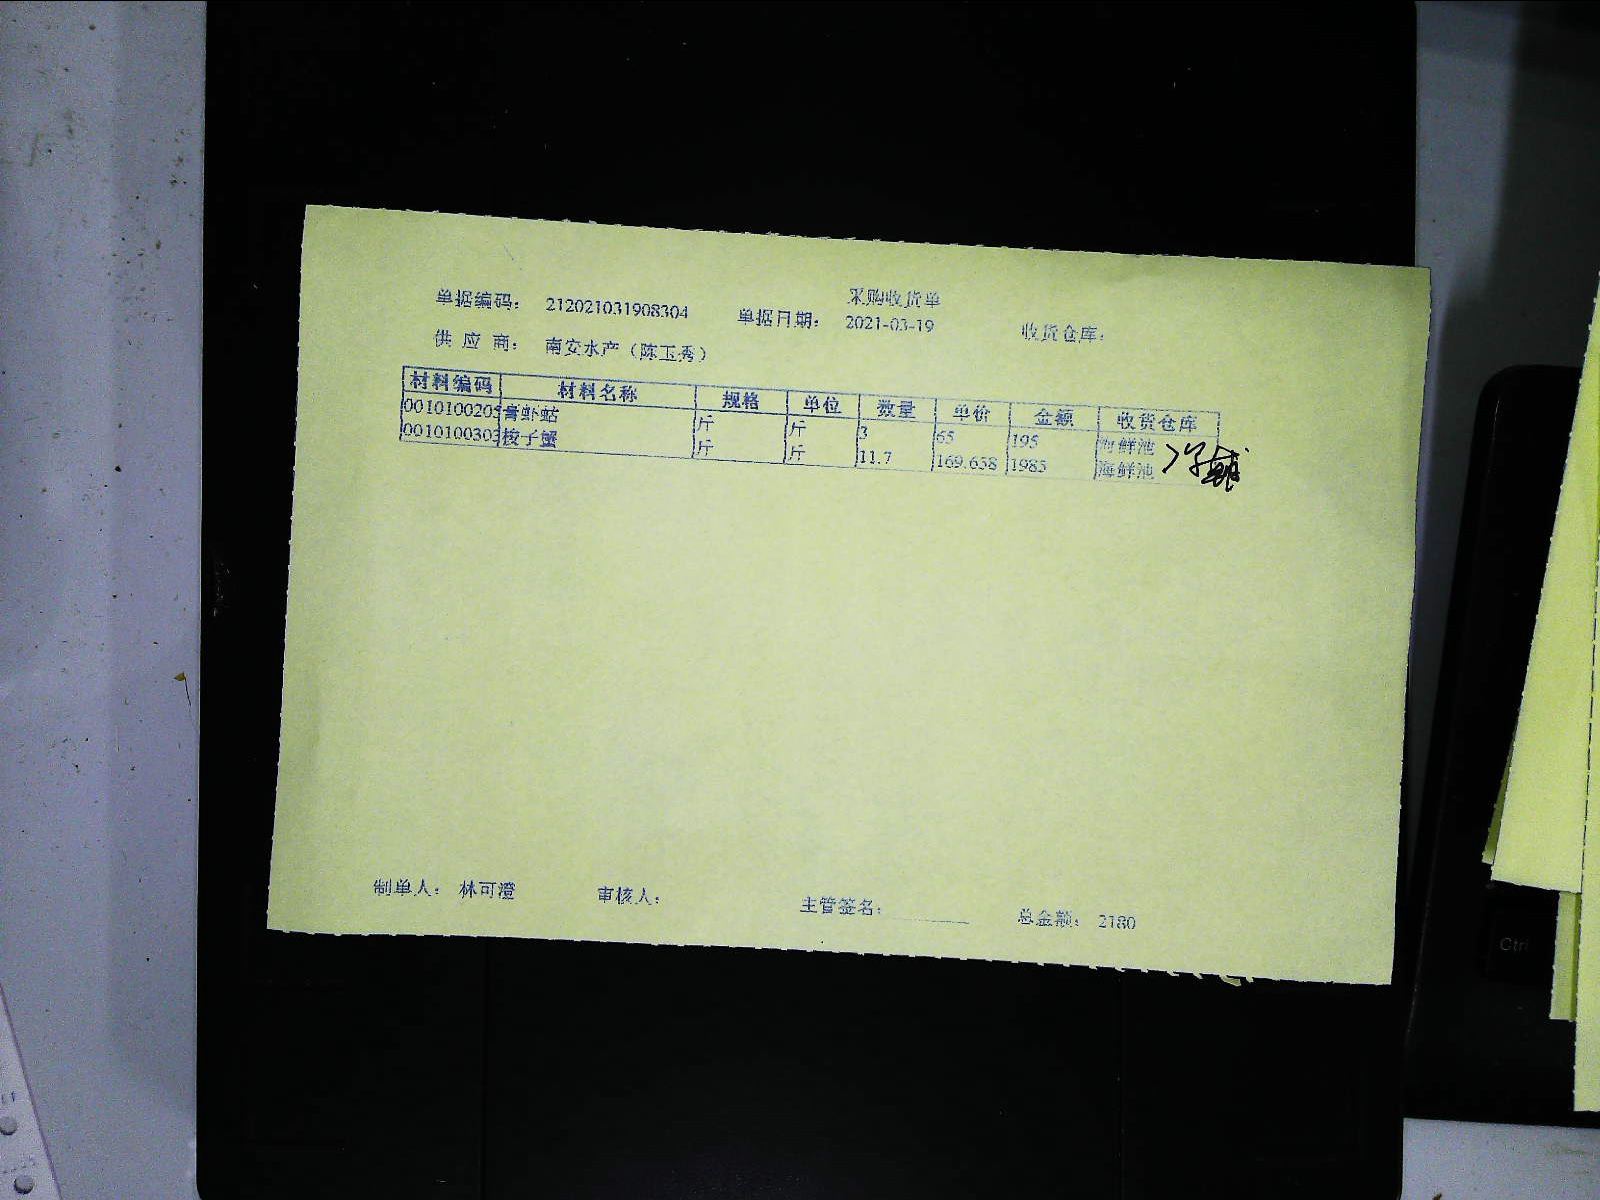 采购收货单
单据编码： 212021031908304 单据日期： 2021-03-19 收货仓库：
供 应 商： 南安水产（陈玉秀）
材料编码 材料名称 规格 单位 数量 单价 金额 收货仓库
0010100205 青虾蛄 斤 斤 3 65 195 海鲜池
0010100303 梭子蟹 斤 斤 11.7 169.658 1985 海鲜池
制单人： 林可澄 审核人： 主管签名： 总金额： 2180
Ctrl